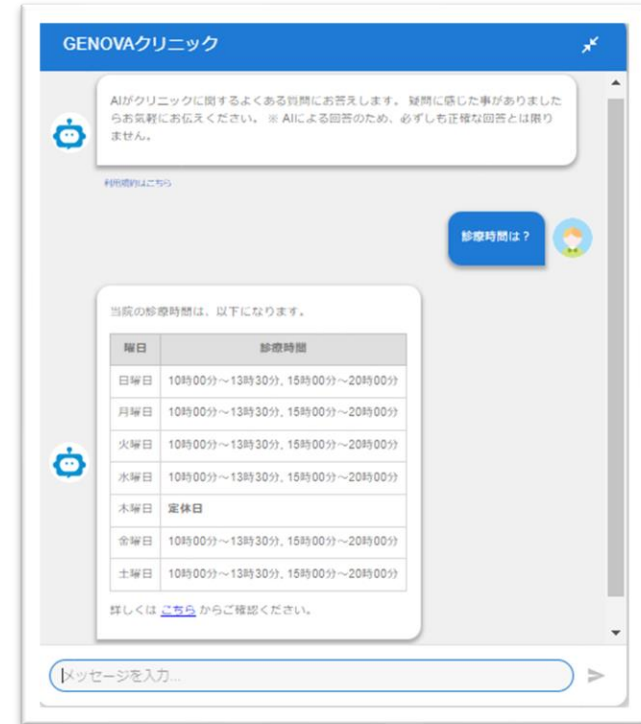 GENOVAクリニック
AIがクリニックに関するよくある質問にお答えします。 疑問に感じた事がありました
らお気軽にお伝えください。 ※ AIによる回答のため、必ずしも正確な回答とは限り
ません。
利用規約はこちら
診療時間は？
当院の診療時間は、以下になります。
曜日 診療時間
日曜日 10時00分～13時30分, 15時00分～20時00分
月曜日 10時00分～13時30分, 15時00分～20時00分
火曜日 10時00分～13時30分, 15時00分～20時00分
水曜日 10時00分～13時30分, 15時00分～20時00分
木曜日 定休日
金曜日 10時00分～13時30分, 15時00分～20時00分
土曜日 10時00分～13時30分, 15時00分～20時00分
詳しくは こちら からご確認ください。
メッセージを入力...